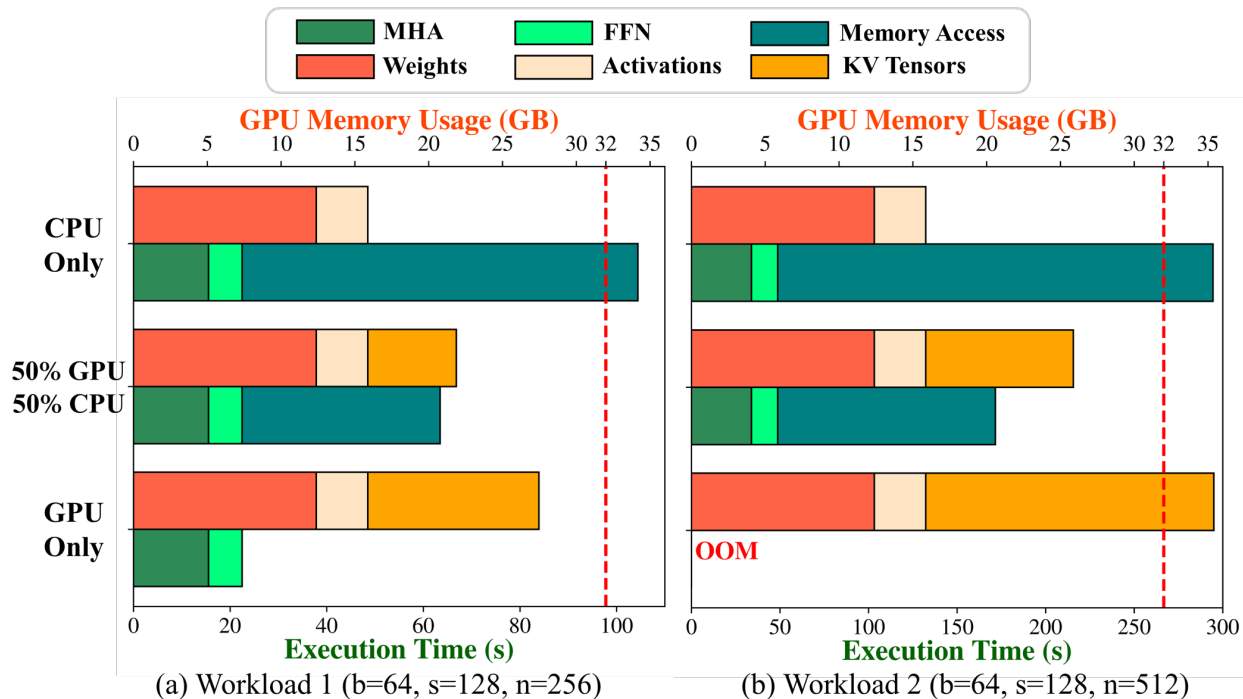 MHA FFN Memory Access
Weights Activations KV Tensors
GPU Memory Usage (GB)
0 5 10 15 20 25 30 32 35
CPU
Only
50% GPU
50% CPU
GPU
Only
0 20 40 60 80 100
Execution Time (s)
(a) Workload 1 (b=64, s=128, n=256)
GPU Memory Usage (GB)
0 5 10 15 20 25 30 32 35
OOM
0 50 100 150 200 250 300
Execution Time (s)
(b) Workload 2 (b=64, s=128, n=512)